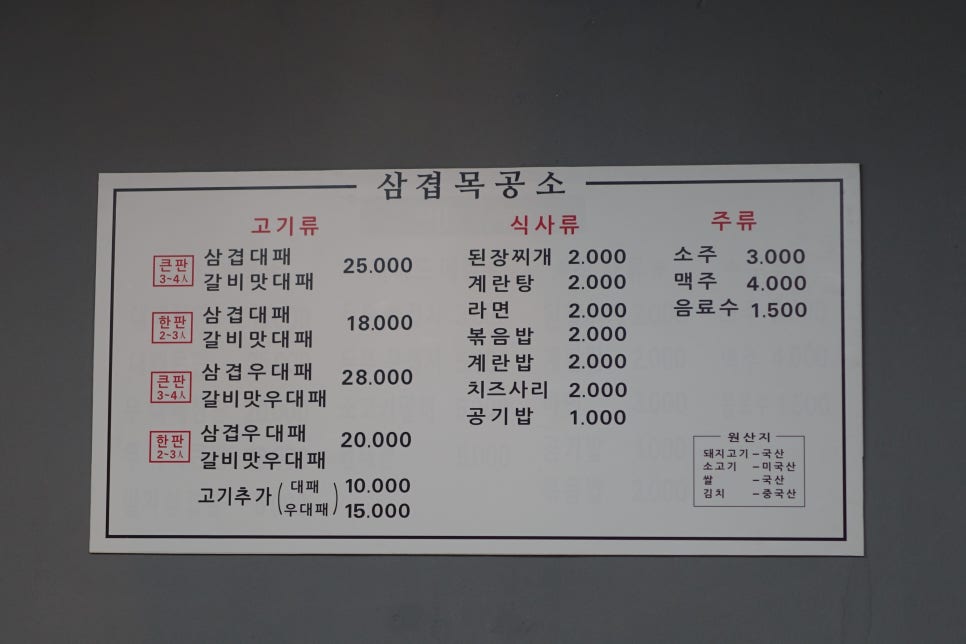 삼겹목공소
고기류
큰판 3~4人 삼겹대패 갈비맛대패 25.000
한판 2~3人 삼겹대패 갈비맛대패 18.000
큰판 3~4人 삼겹우대패 갈비맛우대패 28.000
한판 2~3人 삼겹우대패 갈비맛우대패 20.000
고기추가 (대패 10.000
우대패) 15.000
식사류
된장찌개 2.000
계란탕 2.000
라면 2.000
볶음밥 2.000
계란밥 2.000
치즈사리 2.000
공기밥 1.000
주류
소주 3.000
맥주 4.000
음료수 1.500
원산지
돼지고기 – 국산
소고기 – 미국산
쌀 – 국산
김치 – 중국산